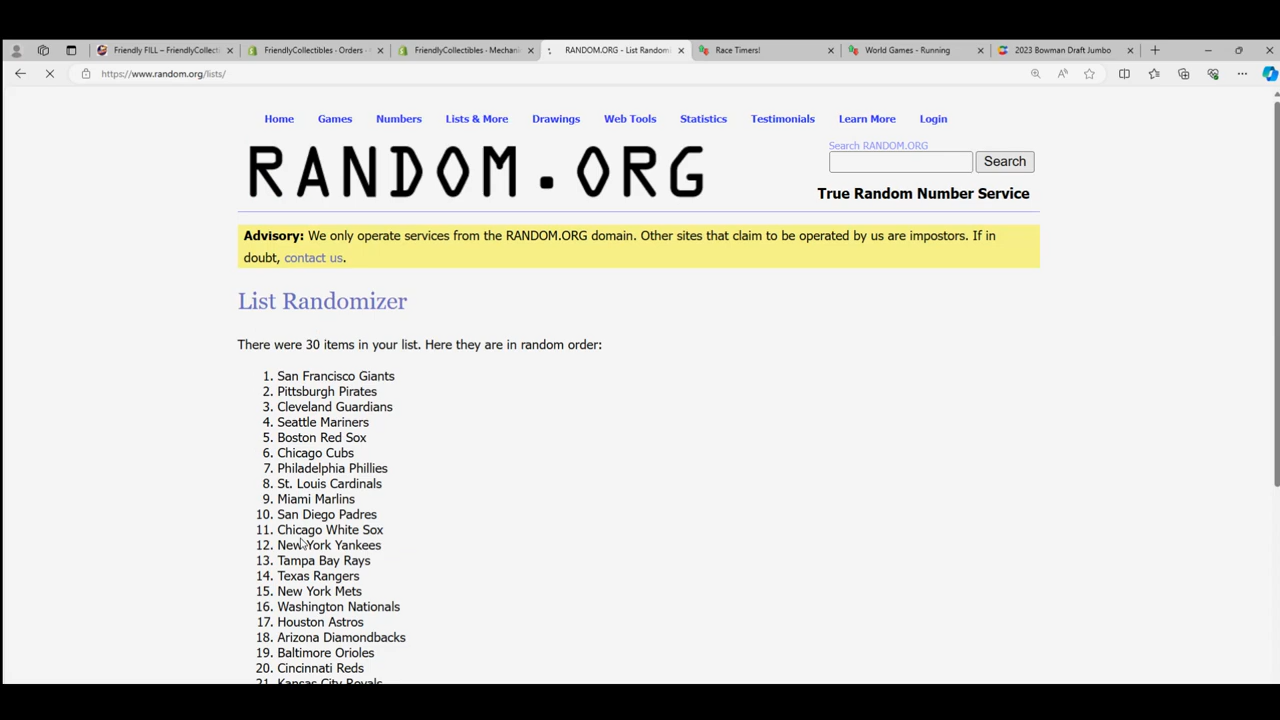 Friendly FILL – FriendlyCollecti
FriendlyCollectibles - Orders -
FriendlyCollectibles - Mechani
RANDOM.ORG - List Randomi
Race Timers!
World Games - Running
2023 Bowman Draft Jumbo
https://www.random.org/lists/
Home Games Numbers Lists & More Drawings Web Tools Statistics Testimonials Learn More Login
RANDOM.ORG
Search RANDOM.ORG
Search
True Random Number Service
Advisory: We only operate services from the RANDOM.ORG domain. Other sites that claim to be operated by us are impostors. If in
doubt, contact us.
List Randomizer
There were 30 items in your list. Here they are in random order:
1. San Francisco Giants
2. Pittsburgh Pirates
3. Cleveland Guardians
4. Seattle Mariners
5. Boston Red Sox
6. Chicago Cubs
7. Philadelphia Phillies
8. St. Louis Cardinals
9. Miami Marlins
10. San Diego Padres
11. Chicago White Sox
12. New York Yankees
13. Tampa Bay Rays
14. Texas Rangers
15. New York Mets
16. Washington Nationals
17. Houston Astros
18. Arizona Diamondbacks
19. Baltimore Orioles
20. Cincinnati Reds
21. Kansas City Royals